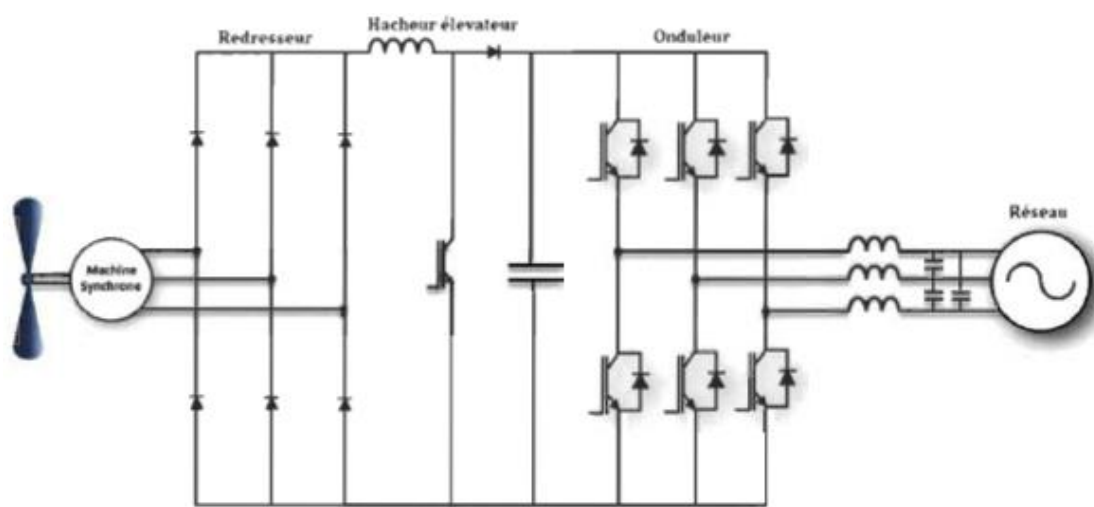 Redresseur
Hacheur élevateur
Onduleur
Réseau
Machine
Synchrone